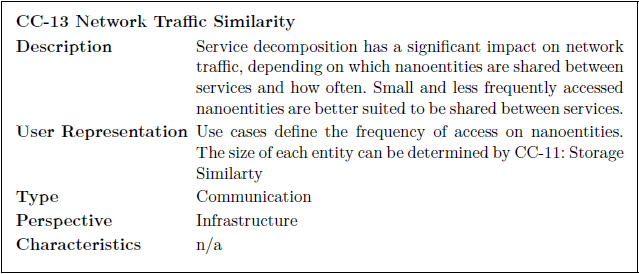 CC-13 Network Traffic Similarity
Description Service decomposition has a significant impact on network
traffic, depending on which nanoentities are shared between
services and how often. Small and less frequently accessed
nanoentities are better suited to be shared between services.
User Representation Use cases define the frequency of access on nanoentities.
The size of each entity can be determined by CC-11: Storage
Similarty
Type Communication
Perspective Infrastructure
Characteristics n/a